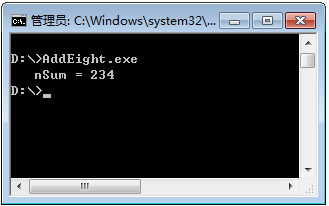 管理员: C:\Windows\system32\...
D:\>AddEight.exe
nSum = 234
D:\>_